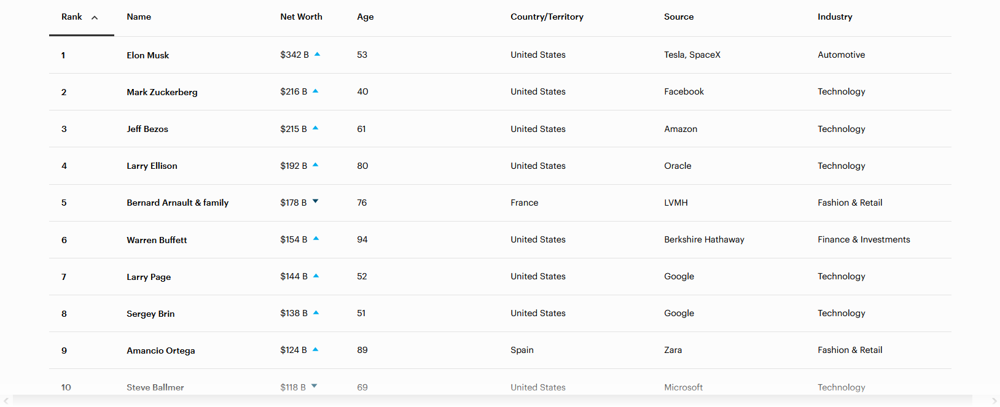 Rank Name Net Worth Age Country/Territory Source Industry
1 Elon Musk $342 B 53 United States Tesla, SpaceX Automotive
2 Mark Zuckerberg $216 B 40 United States Facebook Technology
3 Jeff Bezos $215 B 61 United States Amazon Technology
4 Larry Ellison $192 B 80 United States Oracle Technology
5 Bernard Arnault & family $178 B 76 France LVMH Fashion & Retail
6 Warren Buffett $154 B 94 United States Berkshire Hathaway Finance & Investments
7 Larry Page $144 B 52 United States Google Technology
8 Sergey Brin $138 B 51 United States Google Technology
9 Amancio Ortega $124 B 89 Spain Zara Fashion & Retail
10 Steve Ballmer $118 B 69 United States Microsoft Technology